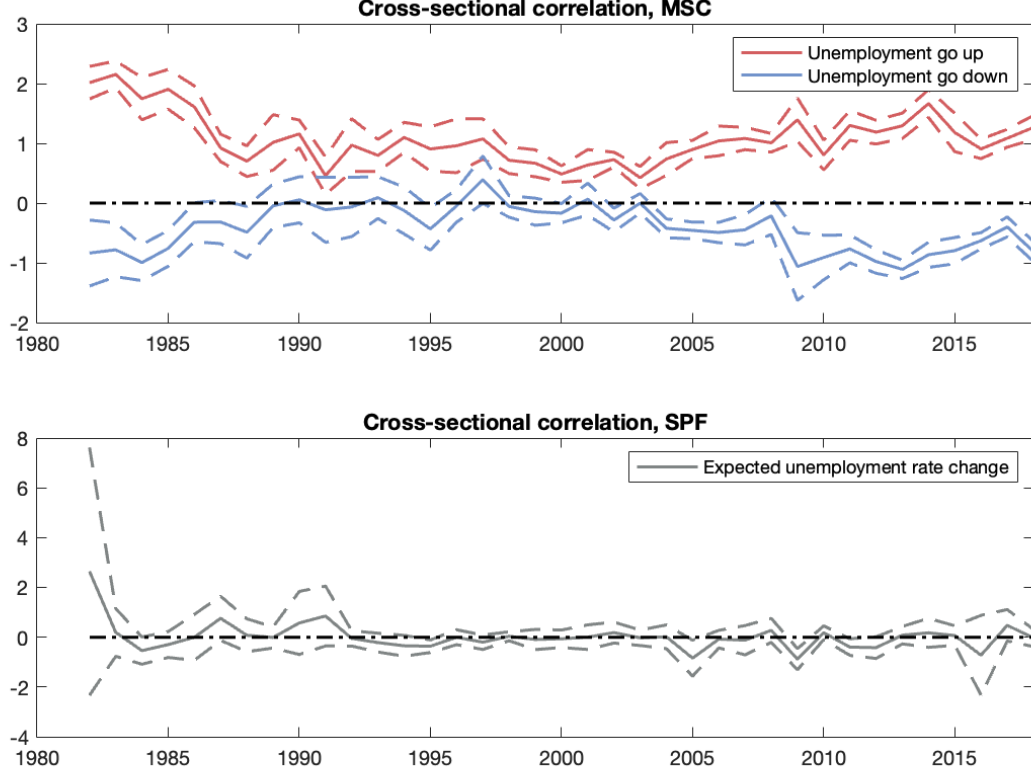 Cross-sectional correlation, MSC
3
2
1
0
-1
-2
Unemployment go up
Unemployment go down
1980 1985 1990 1995 2000 2005 2010 2015
Cross-sectional correlation, SPF
8
6
4
2
0
-2
-4
Expected unemployment rate change
1980 1985 1990 1995 2000 2005 2010 2015